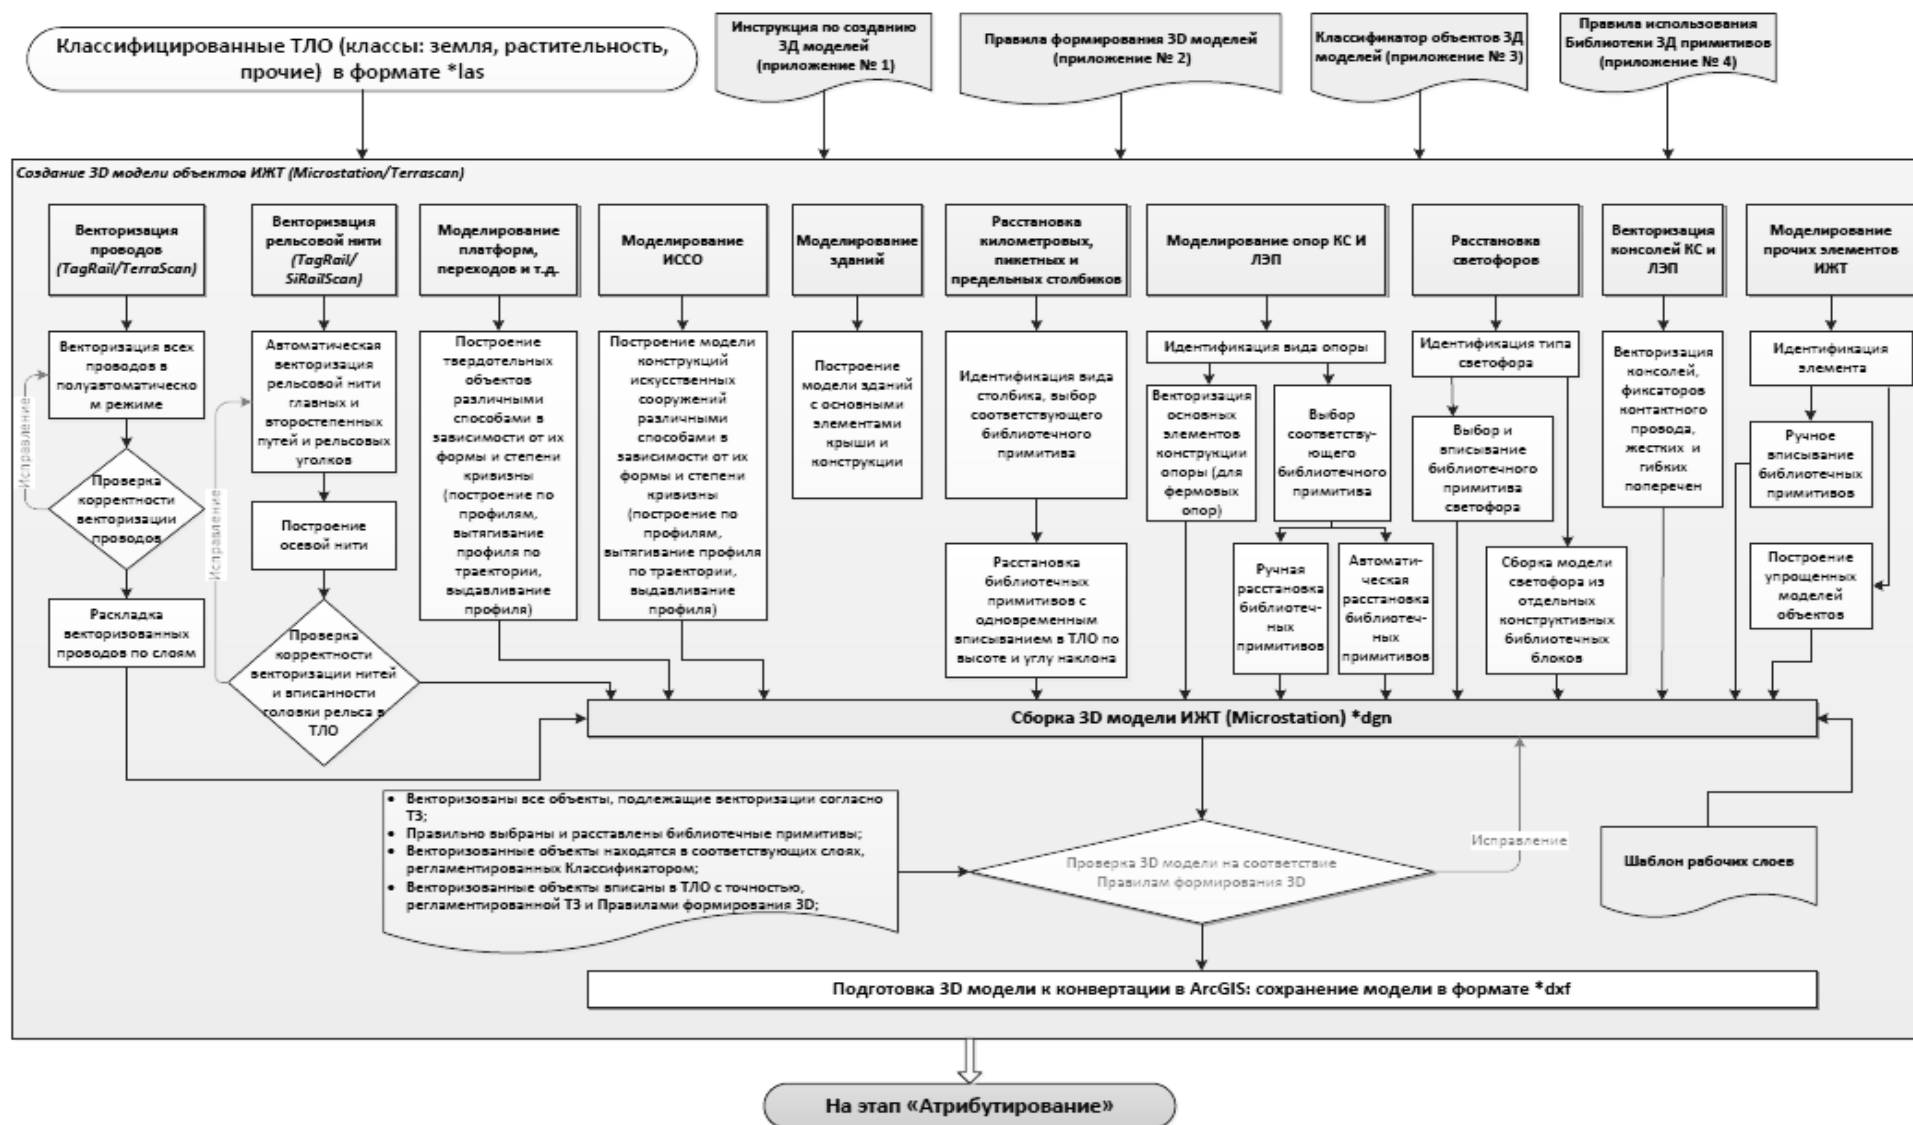 Классифицированные ТЛО (классы: земля, растительность,
прочие) в формате *las
Инструкция по созданию
3Д моделей
(приложение № 1)
Правила формирования 3D моделей
(приложение № 2)
Классификатор объектов 3Д
моделей (приложение № 3)
Правила использования
Библиотеки 3Д примитивов
(приложение № 4)
Создание 3D модели объектов ИЖТ (Microstation/Terrascan)
Векторизация
проводов
(TagRail/TerraScan)
Векторизация всех
проводов в
полуавтоматическо
м режиме
Исправление
Проверка
корректности
векторизации
проводов
Раскладка
векторизованных
проводов по слоям
Векторизация
рельсовой нити
(TagRail/
SiRailScan)
Автоматическая
векторизация
рельсовой нити
главных и
второстепенных
путей и рельсовых
уголков
Исправление
Построение
осевой нити
Проверка
корректности
векторизации нитей
и вписанности
головки рельса в
ТЛО
Моделирование
платформ,
переходов и т.д.
Построение
твердотельных
объектов
различными
способами в
зависимости от их
формы и степени
кривизны
(построение по
профилям,
вытягивание
профиля по
траектории,
выдавливание
профиля)
Моделирование
ИССО
Построение модели
конструкций
искусственных
сооружений
различными
способами в
зависимости от их
формы и степени
кривизны
(построение по
профилям,
вытягивание профиля
по траектории,
выдавливание
профиля)
Моделирование
зданий
Построение
модели зданий
с основными
элементами
крыши и
конструкции
Расстановка
километровых,
пикетных и
предельных столбиков
Идентификация вида
столбика, выбор
соответствующего
библиотечного
примитива
Расстановка
библиотечных
примитивов с
одновременным
вписыванием в ТЛО по
высоте и углу наклона
Моделирование опор КС И
ЛЭП
Идентификация вида опоры
Векторизация
основных
элементов
конструкции
опоры (для
фермовых
опор)
Выбор
соответству-
ющего
библиотечного
примитива
Ручная
расстановка
библиотеч-
ных
примитивов
Автомати-
ческая
расстановка
библиотеч-
ных
примитивов
Расстановка
светофоров
Идентификация типа
светофора
Выбор и
вписывание
библиотечного
примитива
светофора
Сборка модели
светофора из
отдельных
конструктивных
библиотечных
блоков
Векторизация
консолей КС и
ЛЭП
Векторизация
консолей,
фиксаторов
контактного
провода,
жестких и
гибких
поперечен
Моделирование
прочих элементов
ИЖТ
Идентификация
элемента
Ручное
вписывание
библиотечных
примитивов
Построение
упрощенных
моделей
объектов
Сборка 3D модели ИЖТ (Microstation) *dgn
• Векторизованы все объекты, подлежащие векторизации согласно
ТЗ;
• Правильно выбраны и расставлены библиотечные примитивы;
• Векторизованные объекты находятся в соответствующих слоях,
регламентированных Классификатором;
• Векторизованные объекты вписаны в ТЛО с точностью,
регламентированной ТЗ и Правилами формирования 3D;
Проверка 3D модели на соответствие
Правилам формирования 3D
Исправление
Шаблон рабочих слоев
Подготовка 3D модели к конвертации в ArcGIS: сохранение модели в формате *dxf
На этап «Атрибутирование»